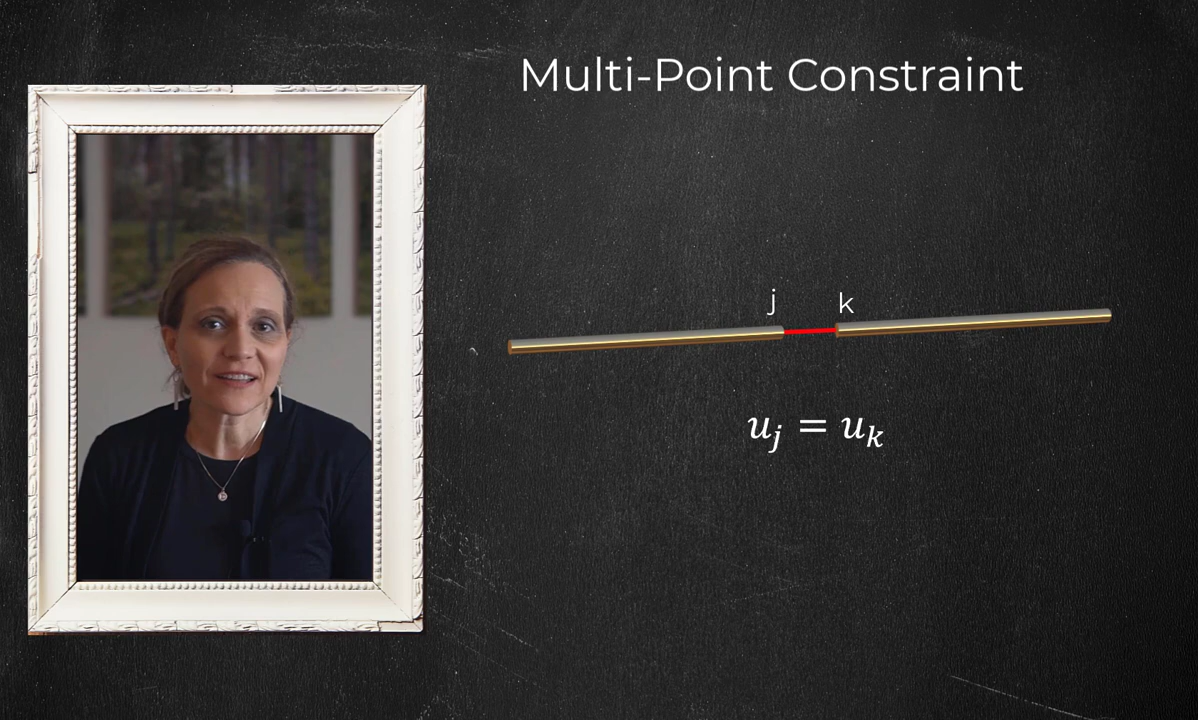 Multi-Point Constraint
j k
u_j = u_k